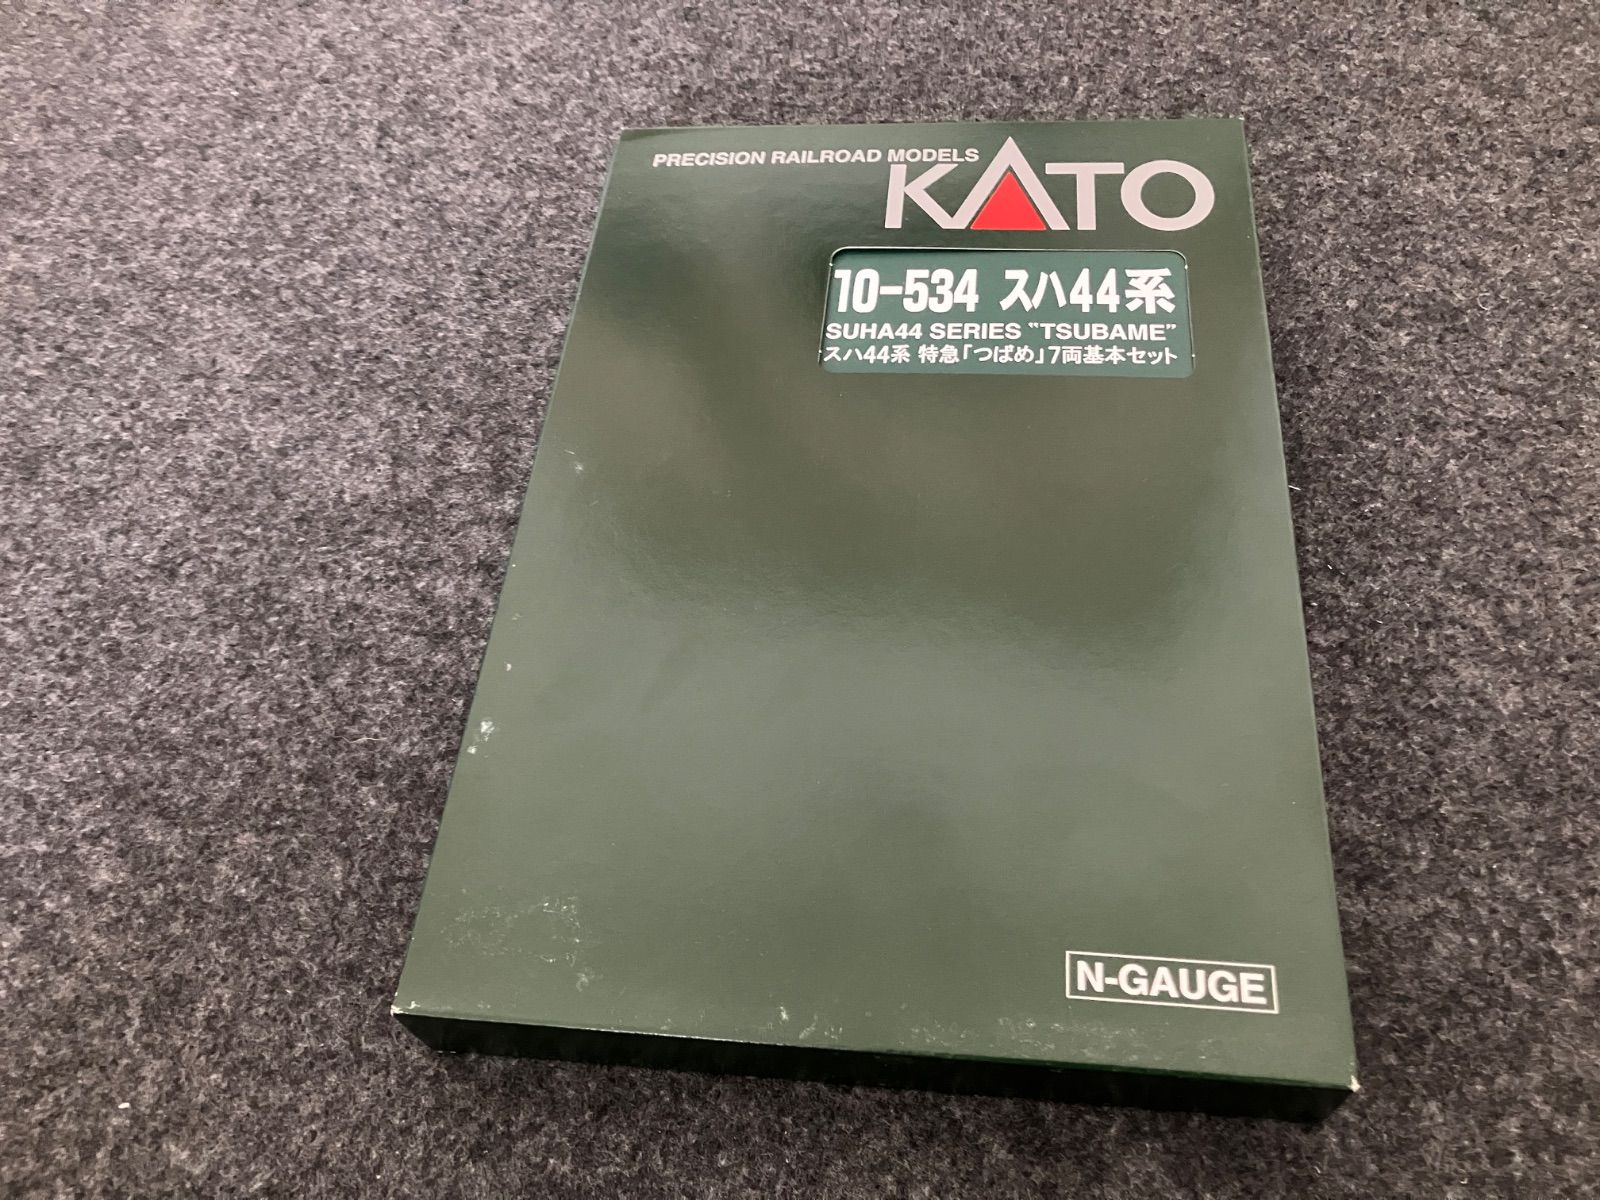 PRECISION RAILROAD MODELS
KATO
10-534 スハ44系
SUHA44 SERIES "TSUBAME"
スハ44系 特急「つばめ」7両基本セット
N-GAUGE